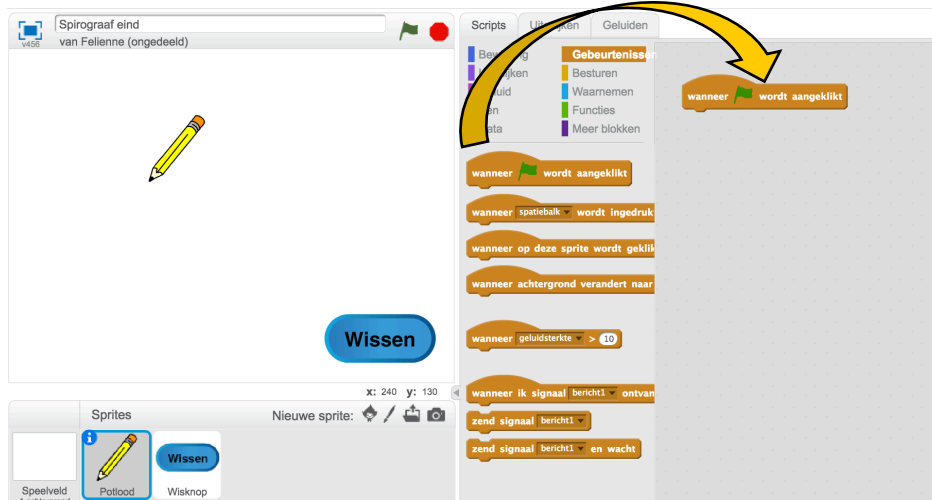 Spirograaf eind
v456
van Felienne (ongedeeld)
Wissen
x: 240 y: 130
Sprites
Nieuwe sprite:
Speelveld
Potlood
Wissen
Wisknop
Scripts
Geluiden
Gebeurtenissen
Besturen
Waarnemen
Functies
Meer blokken
wanneer wordt aangeklikt
wanneer spatiebalk wordt ingedruk
wanneer op deze sprite wordt geklik
wanneer achtergrond verandert naar
wanneer geluidsterkte > 10
wanneer ik signaal bericht1 ontvan
zend signaal bericht1
zend signaal bericht1 en wacht
wanneer wordt aangeklikt